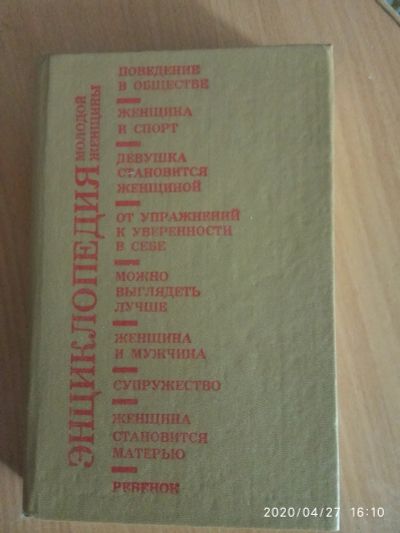 ЭНЦИКЛОПЕДИЯ
МОЛОДОЙ
ЖЕНЩИНЫ
ПОВЕДЕНИЕ
В ОБЩЕСТВЕ
ЖЕНЩИНА
И СПОРТ
ДЕВУШКА
СТАНОВИТСЯ
ЖЕНЩИНОЙ
ОТ УПРАЖНЕНИЙ
К УВЕРЕННОСТИ
В СЕБЕ
МОЖНО
ВЫГЛЯДЕТЬ
ЛУЧШЕ
ЖЕНЩИНА
И МУЖЧИНА
СУПРУЖЕСТВО
ЖЕНЩИНА
СТАНОВИТСЯ
МАТЕРЬЮ
РЕБЕНОК
2020/04/27 16:10